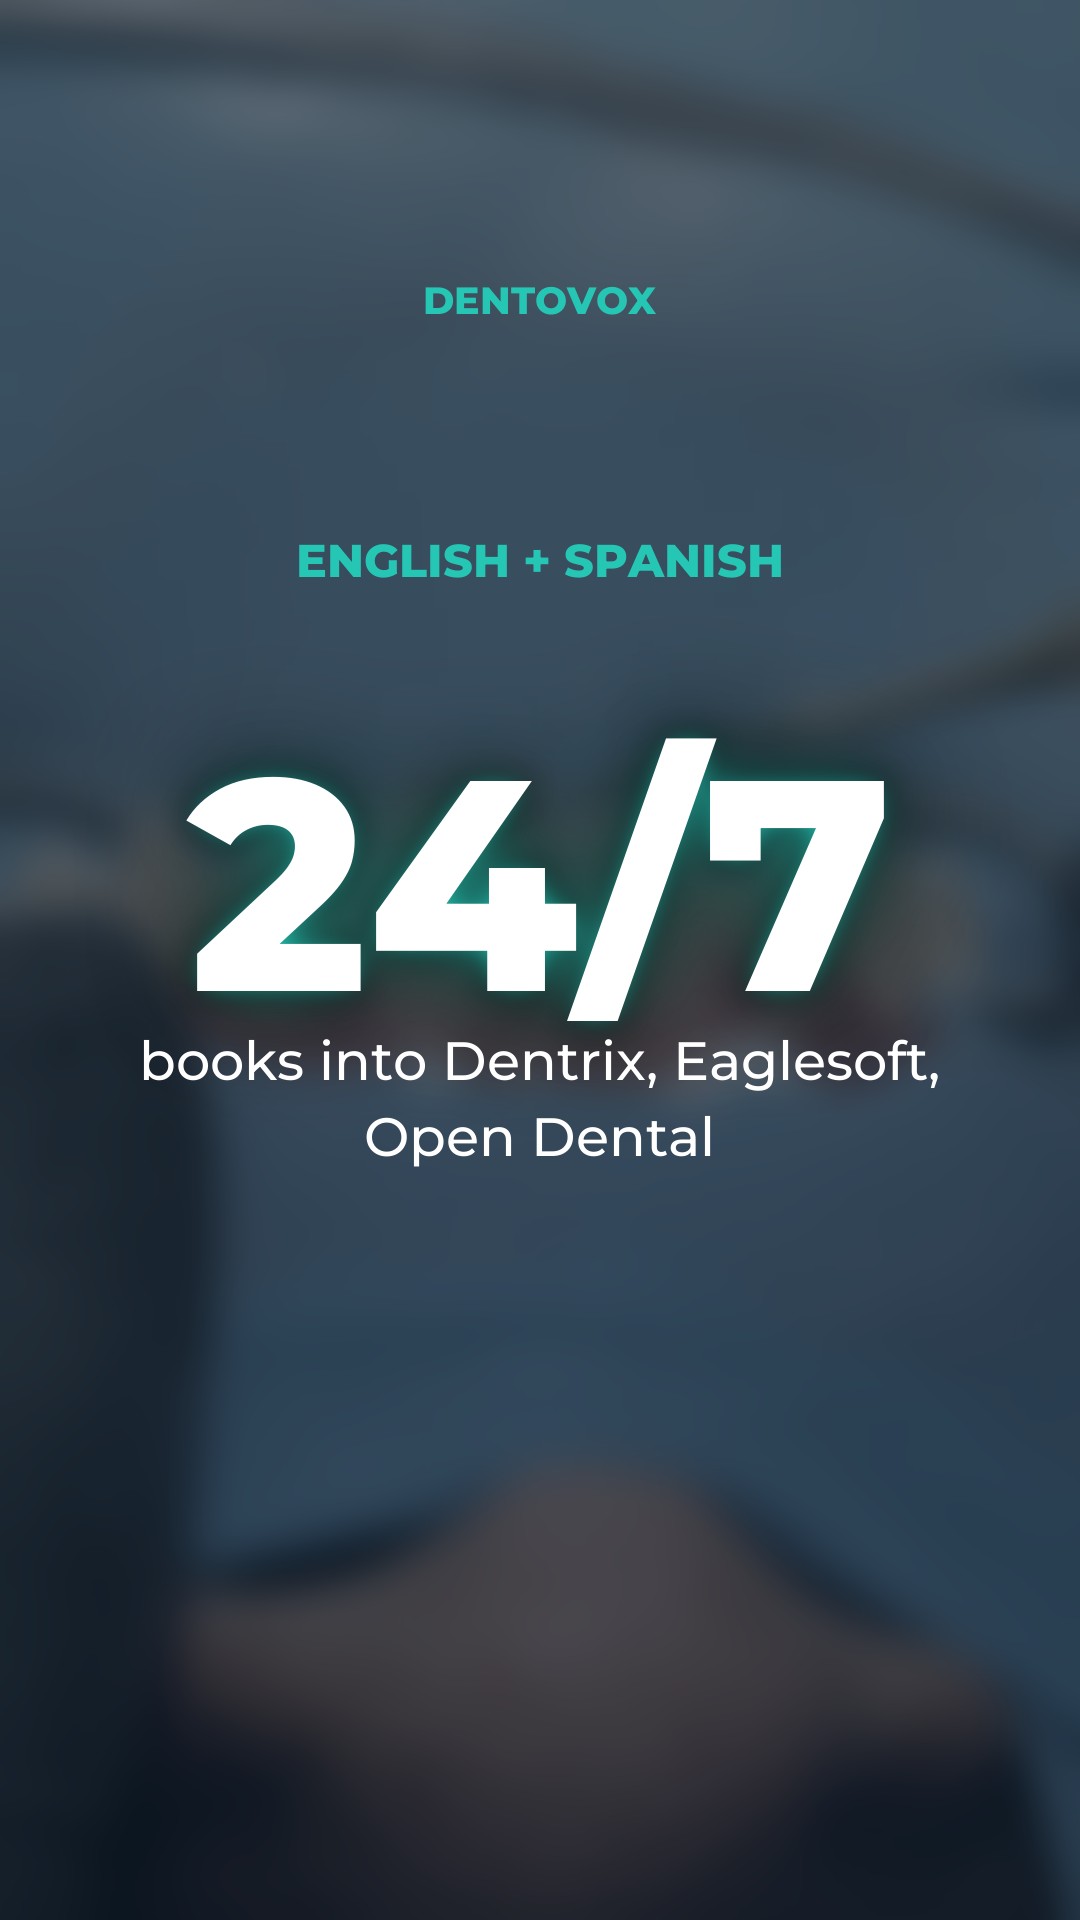 DENTOVOX
ENGLISH + SPANISH
24/7
books into Dentrix, Eaglesoft,
Open Dental